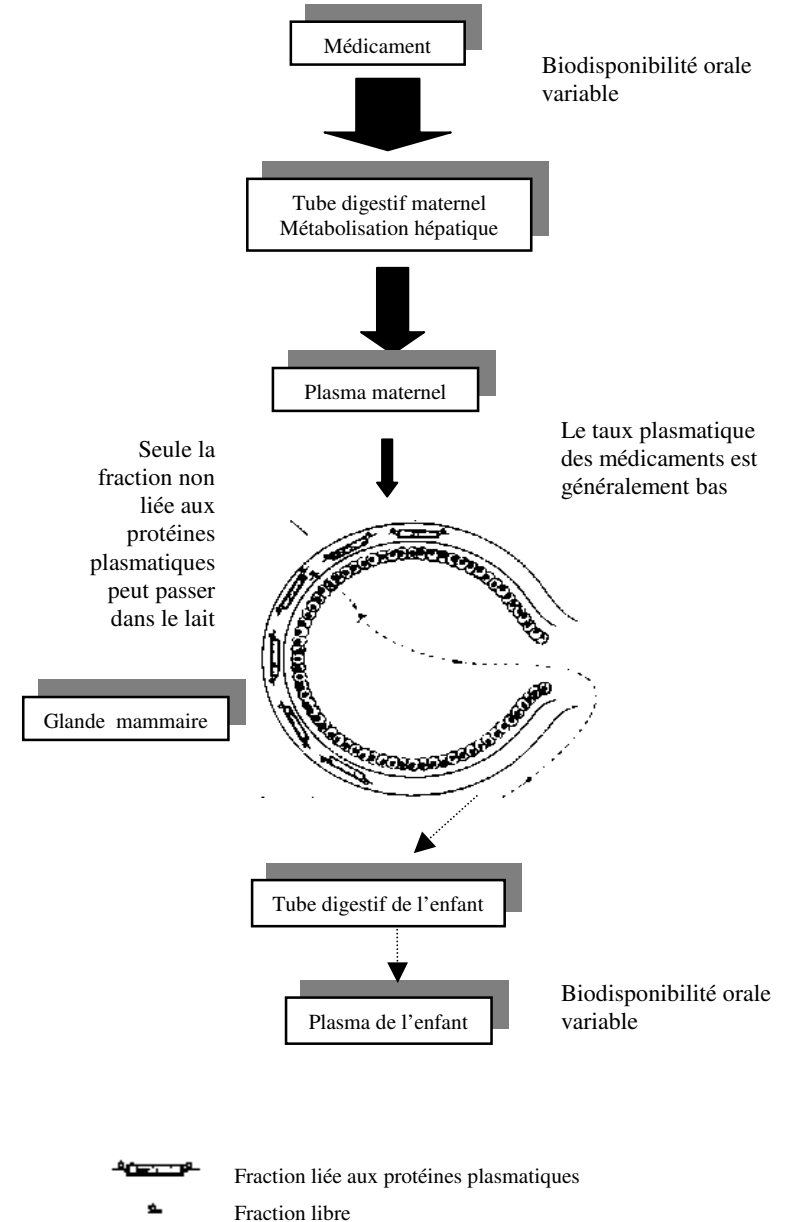 Médicament
Biodisponibilité orale
variable
Tube digestif maternel
Métabolisation hépatique
Plasma maternel
Le taux plasmatique
des médicaments est
généralement bas
Seule la
fraction non
liée aux
protéines
plasmatiques
peut passer
dans le lait
Glande mammaire
Tube digestif de l'enfant
Biodisponibilité orale
variable
Plasma de l'enfant
Fraction liée aux protéines plasmatiques
Fraction libre